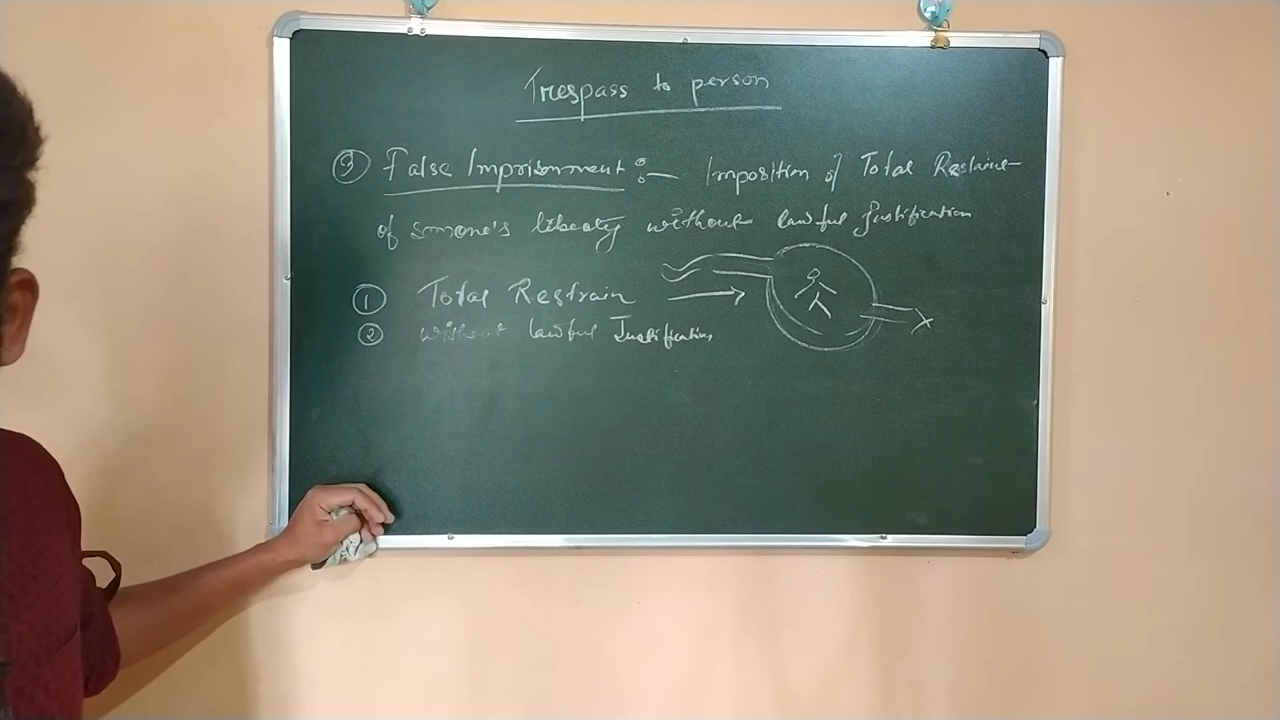 Trespass to person
③ False Imprisonment :— Imposition of Total Restraint
of somone's liberty without lawful justification
① Total Restrain →
② without lawful Justification